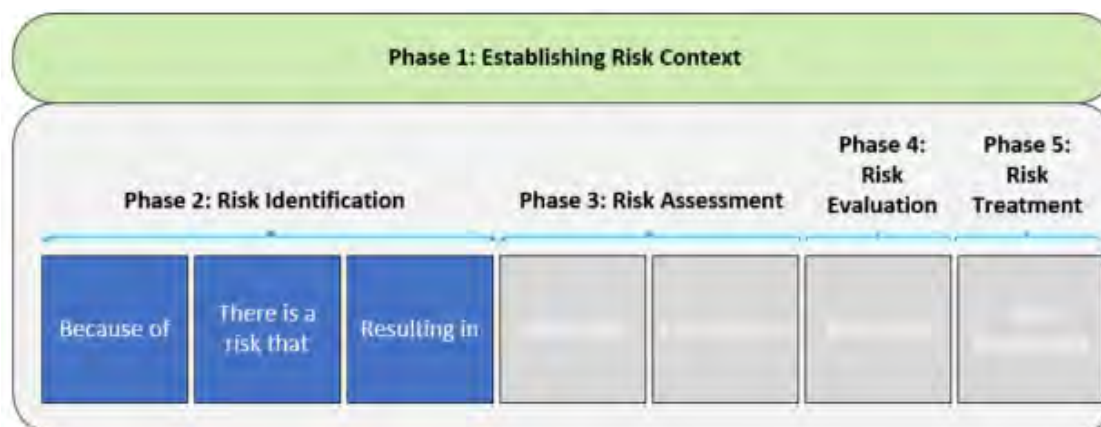 Phase 1: Establishing Risk Context
Phase 2: Risk Identification
Phase 3: Risk Assessment
Phase 4:
Risk
Evaluation
Phase 5:
Risk
Treatment
Because of
There is a
risk that
Resulting in